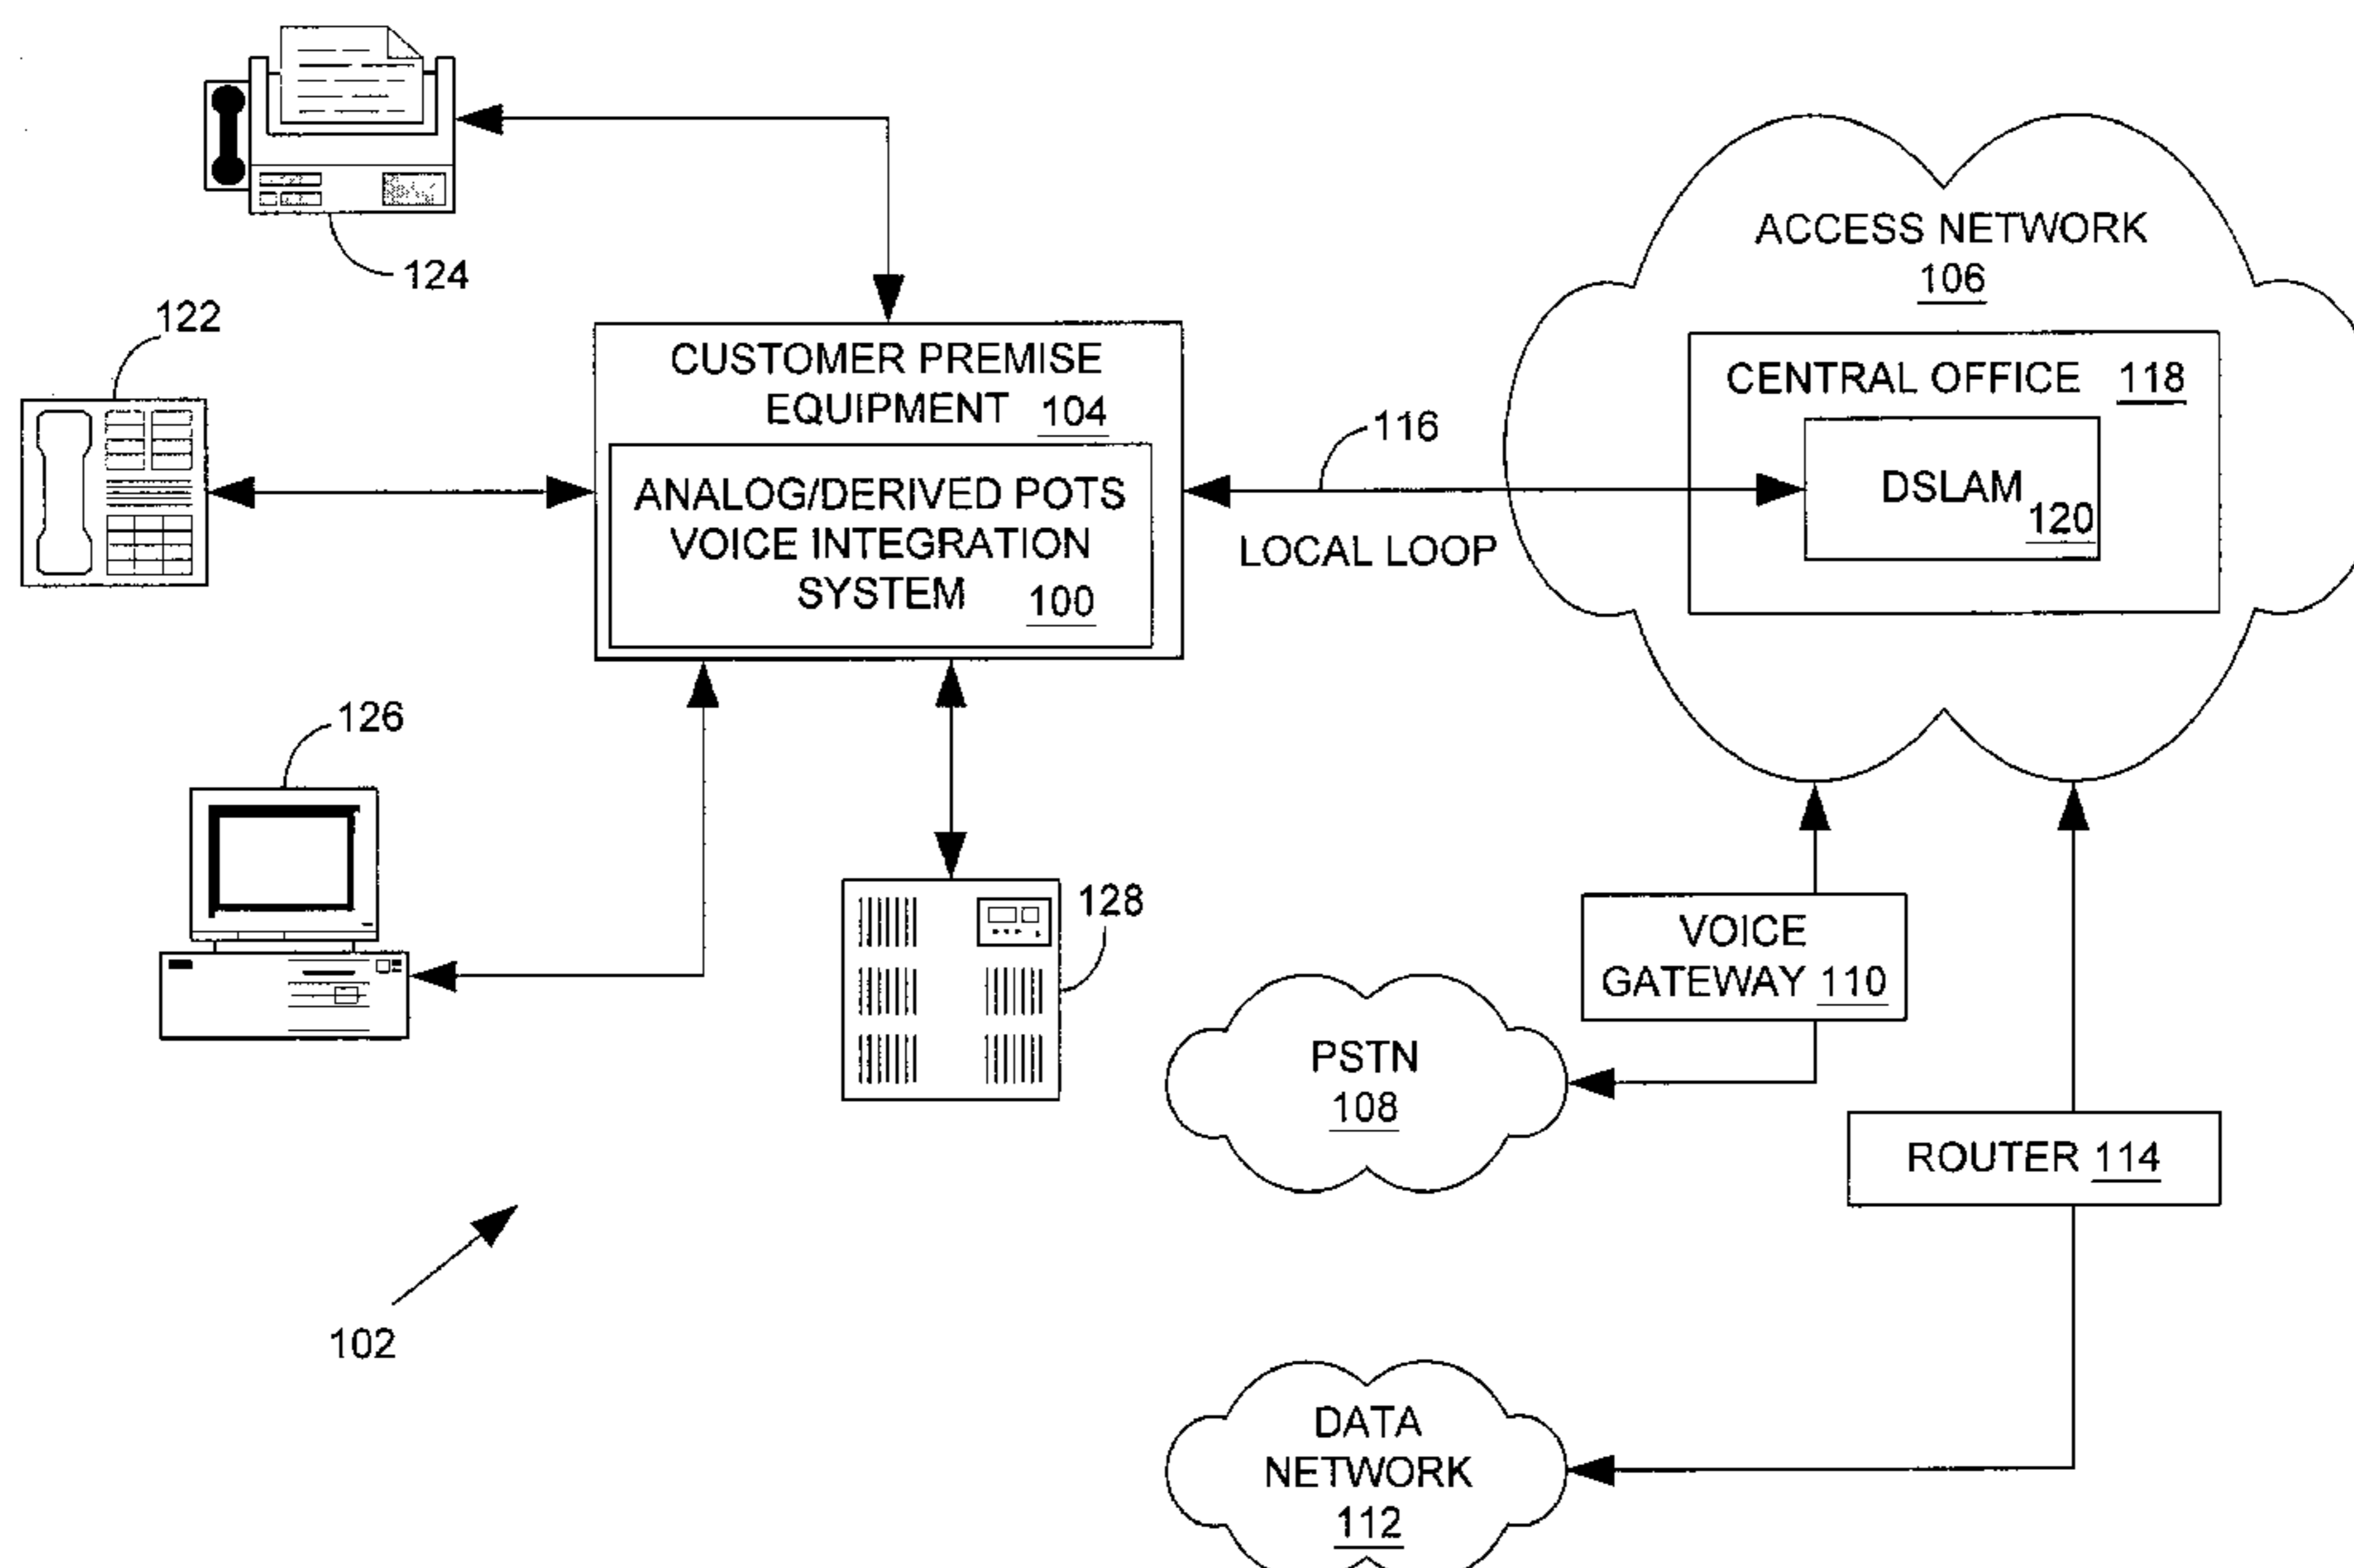 124
122
CUSTOMER PREMISE
EQUIPMENT 104
ANALOG/DERIVED POTS
VOICE INTEGRATION
SYSTEM 100
116
LOCAL LOOP
ACCESS NETWORK
106
CENTRAL OFFICE 118
DSLAM
120
126
128
VOICE
GATEWAY 110
PSTN
108
ROUTER 114
102
DATA
NETWORK
112